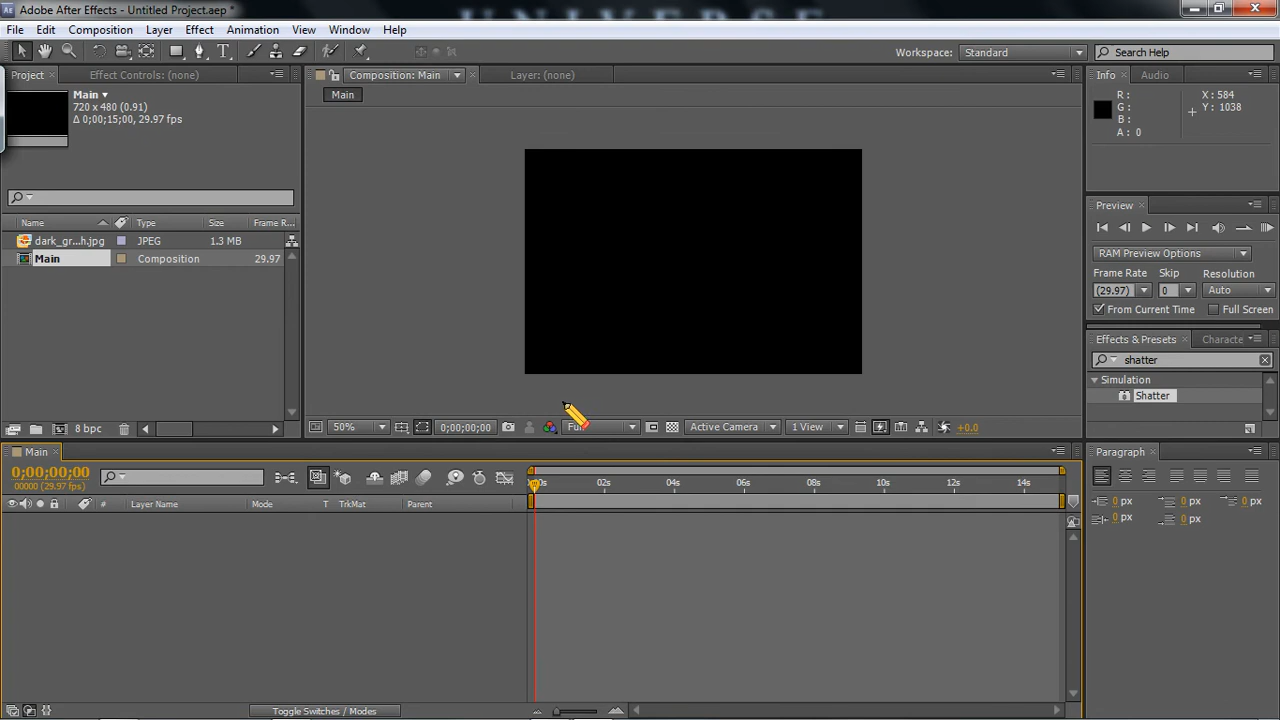 UNIVERSE
Adobe After Effects - Untitled Project.aep *
File Edit Composition Layer Effect Animation View Window Help
Workspace: Standard Search Help
Project Effect Controls: (none) Composition: Main Layer: (none) Info Audio
Main
720 x 480 (0.91)
Δ 0;00;15;00, 29.97 fps
Main
R :
G :
B :
A : 0
X : 584
Y : 1038
Preview
RAM Preview Options
Frame Rate Skip Resolution
(29.97) 0 Auto
From Current Time Full Screen
Name Type Size Frame R...
dark_gr...h.jpg JPEG 1.3 MB
Main Composition 29.97
Effects & Presets Characte
shatter
Simulation
Shatter
8 bpc
50% 0;00;00;00 Full Active Camera 1 View +0.0
Main
0;00;00;00
00000 (29.97 fps)
# Layer Name Mode T TrkMat Parent
02s 04s 06s 08s 10s 12s 14s
Paragraph
0 px 0 px 0 px
0 px 0 px
Toggle Switches / Modes